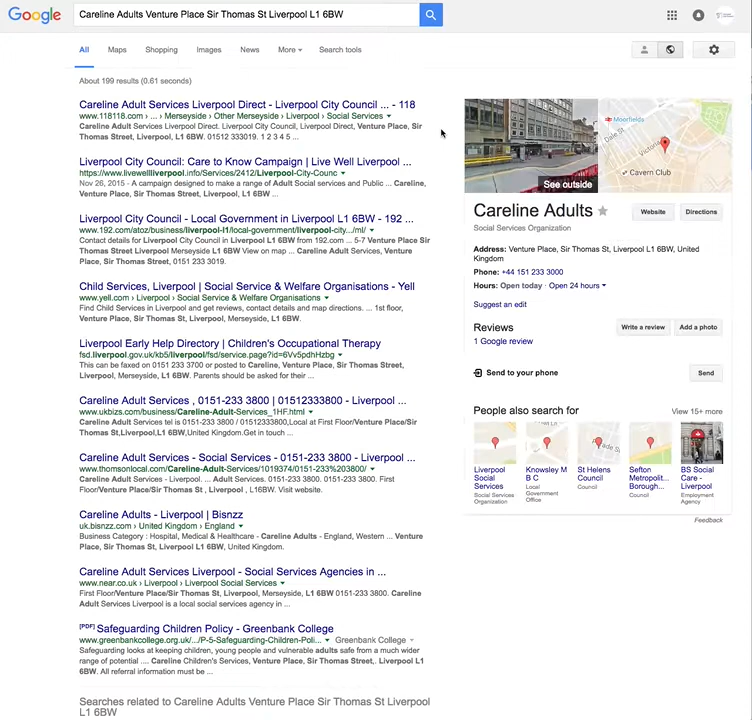 Google
Careline Adults Venture Place Sir Thomas St Liverpool L1 6BW
All Maps Shopping Images News More Search tools
About 199 results (0.61 seconds)
Careline Adult Services Liverpool Direct - Liverpool City Council ... - 118
www.118118.com › ... › Merseyside › Other Merseyside › Liverpool › Social Services
Careline Adult Services Liverpool Direct. Liverpool City Council, Liverpool Direct, Venture Place, Sir
Thomas Street, Liverpool, L1 6BW. 01512 333019. 1 2 3 4 5 ...
Liverpool City Council: Care to Know Campaign | Live Well Liverpool ...
https://www.livewellliverpool.info/Services/2412/Liverpool-City-Counc
Nov 26, 2015 - A campaign designed to make a range of Adult Social services and Public ... Careline,
Venture Place, Sir Thomas Street, Liverpool, L1 6BW ...
Liverpool City Council - Local Government in Liverpool L1 6BW - 192 ...
www.192.com/atoz/business/liverpool-l1/local-government/liverpool-city.../ml/
Contact details for Liverpool City Council in Liverpool L1 6BW from 192.com ... 5-7 Venture Place Sir
Thomas Street Liverpool Merseyside L1 6BW View on map ... Careline Adult Services, Venture
Place, Sir Thomas Street, 0151 233 3019.
Child Services, Liverpool | Social Service & Welfare Organisations - Yell
www.yell.com › Liverpool › Social Service & Welfare Organisations
Find Child Services in Liverpool and get reviews, contact details and map directions. ... 1st floor,
Venture Place, Sir Thomas St, Liverpool, Merseyside, L1 6BW.
Liverpool Early Help Directory | Children's Occupational Therapy
fsd.liverpool.gov.uk/kb5/liverpool/fsd/service.page?id=6Vv5pdhHzbg
This can be faxed on 0151 233 3700 or posted to Careline, Venture Place, Sir Thomas Street,
Liverpool, Merseyside, L1 6BW. Parents should be asked for their ...
Careline Adult Services , 0151-233 3800 | 01512333800 - Liverpool ...
www.ukbizs.com/business/Careline-Adult-Services_1HF.html
Careline Adult Services tel is 0151-233 3800 / 01512333800,Local at First Floor/Venture Place/Sir
Thomas St,Liverpool,L1 6BW,United Kingdom.Get in touch ...
Careline Adult Services - Social Services - 0151-233 3800 - Liverpool ...
www.thomsonlocal.com/Careline-Adult-Services/1019374/0151-233%203800/
Careline Adult Services - Liverpool. ... Adult Services. 0151-233 3800. 0151-233 3800. First
Floor/Venture Place/Sir Thomas St , Liverpool , L16BW. Visit website.
Careline Adults - Liverpool | Bisnzz
uk.bisnzz.com › United Kingdom › England
Business Category : Hospital, Medical & Healthcare - Careline Adults - England, Western ... Venture
Place, Sir Thomas St, Liverpool L1 6BW, United Kingdom.
Careline Adult Services Liverpool - Social Services Agencies in ...
www.near.co.uk › Liverpool › Liverpool Social Services
First Floor/Venture Place/Sir Thomas St, Liverpool, Merseyside, L1 6BW 0151-233 3800. Careline
Adult Services Liverpool is a local social services agency in ...
[PDF] Safeguarding Children Policy - Greenbank College
www.greenbankcollege.org.uk/.../P-5-Safeguarding-Children-Poli... Greenbank College
Safeguarding looks at keeping children, young people and vulnerable adults safe from a much wider
range of potential .... Careline Children's Services, Venture Place, Sir Thomas Street,. Liverpool L1
6BW. All referral information must be ...
Searches related to Careline Adults Venture Place Sir Thomas St Liverpool
L1 6BW
Moorfields
Dale St
Victoria
Cavern Club
See outside
Careline Adults
Website Directions
Social Services Organization
Address: Venture Place, Sir Thomas St, Liverpool L1 6BW, United
Kingdom
Phone: +44 151 233 3000
Hours: Open today · Open 24 hours
Suggest an edit
Reviews
Write a review Add a photo
1 Google review
Send to your phone Send
People also search for View 15+ more
Liverpool
Social
Services
Social Services
Organization
Knowsley M
B C
Local
Government
Office
St Helens
Council
Council
Sefton
Metropolit...
Borough...
Council
BS Social
Care -
Liverpool
Employment
Agency
Feedback